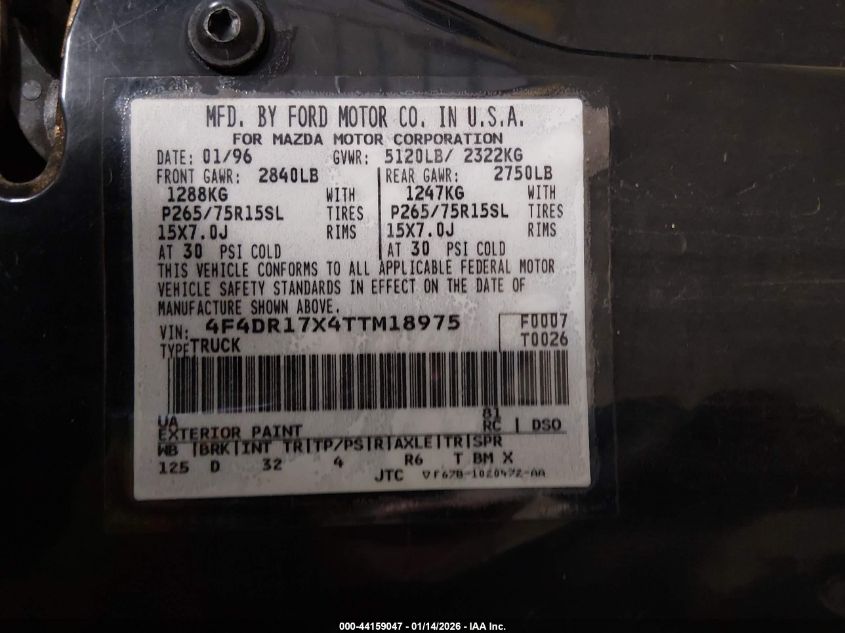 MFD. BY FORD MOTOR CO. IN U.S.A.
FOR MAZDA MOTOR CORPORATION
DATE: 01/96 GVWR: 5120LB/ 2322KG
FRONT GAWR: 2840LB REAR GAWR: 2750LB
1288KG WITH 1247KG WITH
P265/75R15SL TIRES P265/75R15SL TIRES
15X7.0J RIMS 15X7.0J RIMS
AT 30 PSI COLD AT 30 PSI COLD
THIS VEHICLE CONFORMS TO ALL APPLICABLE FEDERAL MOTOR
VEHICLE SAFETY STANDARDS IN EFFECT ON THE DATE OF
MANUFACTURE SHOWN ABOVE.
VIN: 4F4DR17X4TTM18975 F0007
TYPE TRUCK T0026
UA 81
EXTERIOR PAINT RC | DSO
WB |BRK|INT TR|TP/PS|R|AXLE|TR|SPR
125 D 32 4 R6 T BM X
JTC ▽F67B-1020472-AA
000-44159047 - 01/14/2026 - IAA Inc.